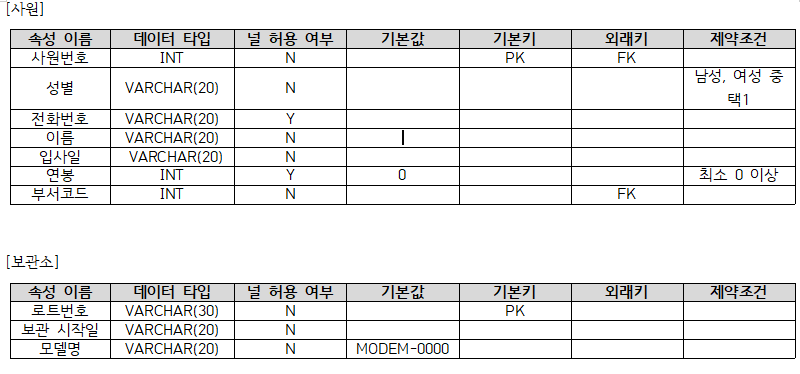 [사원]
속성 이름 데이터 타입 널 허용 여부 기본값 기본키 외래키 제약조건
사원번호 INT N PK FK
성별 VARCHAR(20) N 남성, 여성 중
택1
전화번호 VARCHAR(20) Y
이름 VARCHAR(20) N
입사일 VARCHAR(20) N
연봉 INT Y 0 최소 0 이상
부서코드 INT N FK
[보관소]
속성 이름 데이터 타입 널 허용 여부 기본값 기본키 외래키 제약조건
로트번호 VARCHAR(30) N PK
보관 시작일 VARCHAR(20) N
모델명 VARCHAR(20) N MODEM-0000